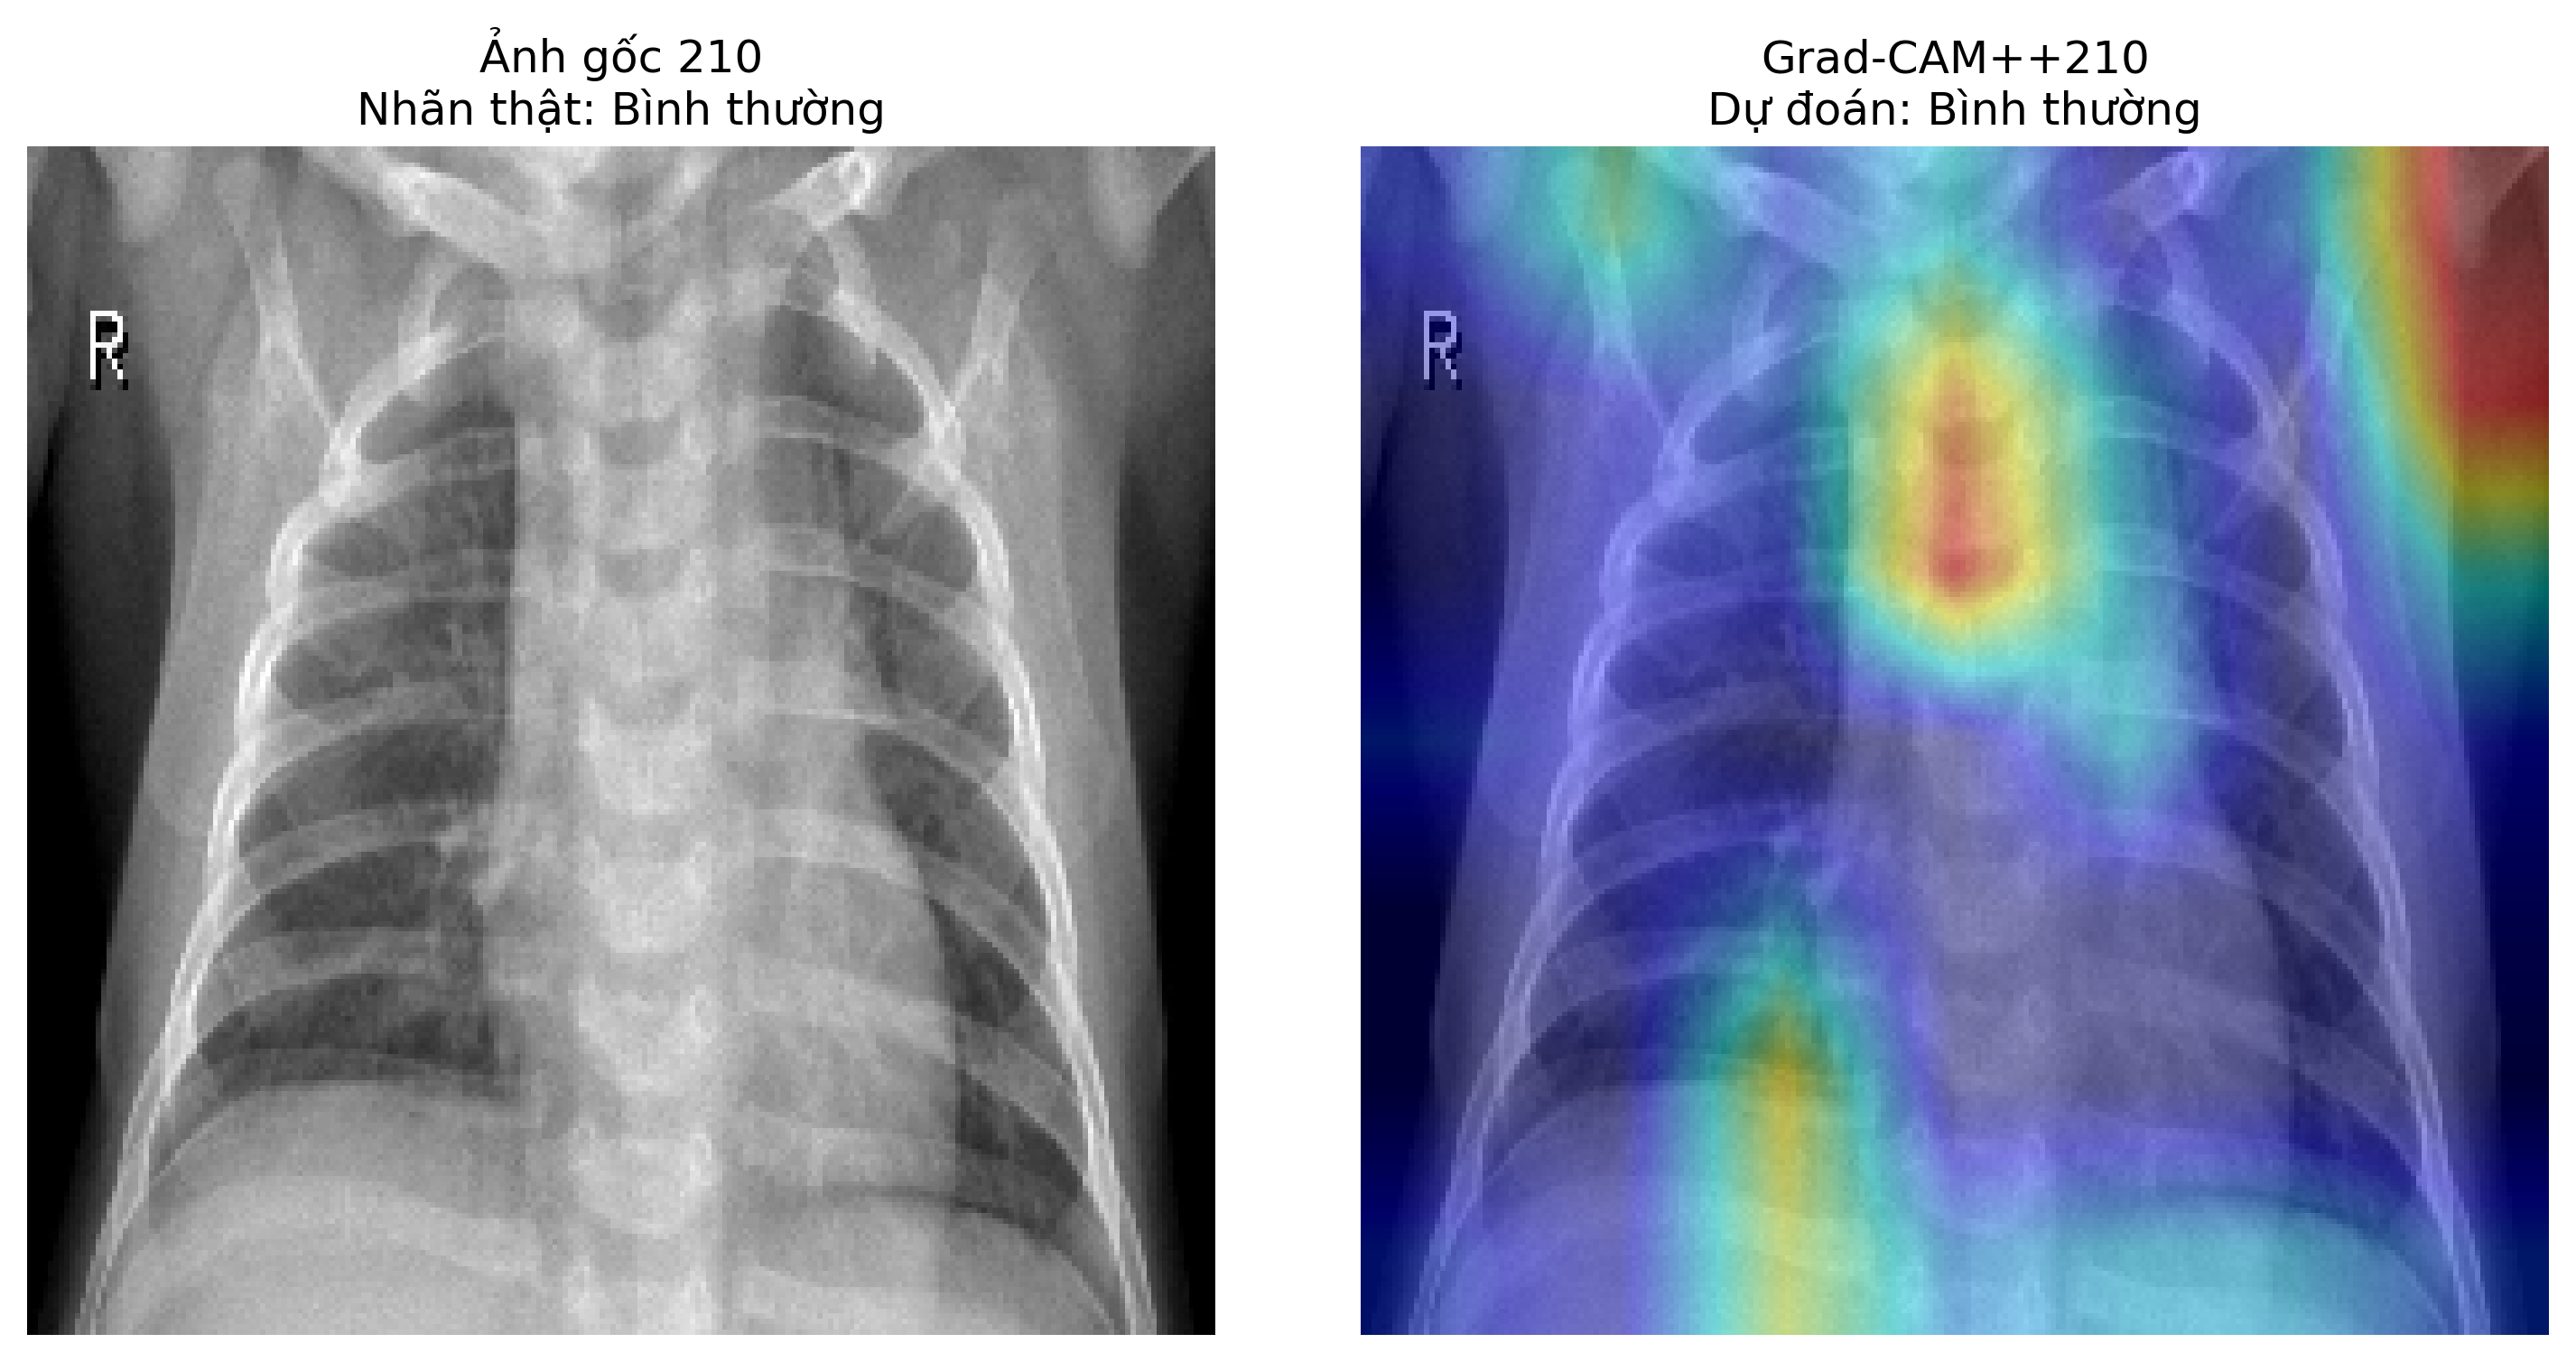 Ảnh gốc 210
Nhãn thật: Bình thường
Grad-CAM++210
Dự đoán: Bình thường
R
R